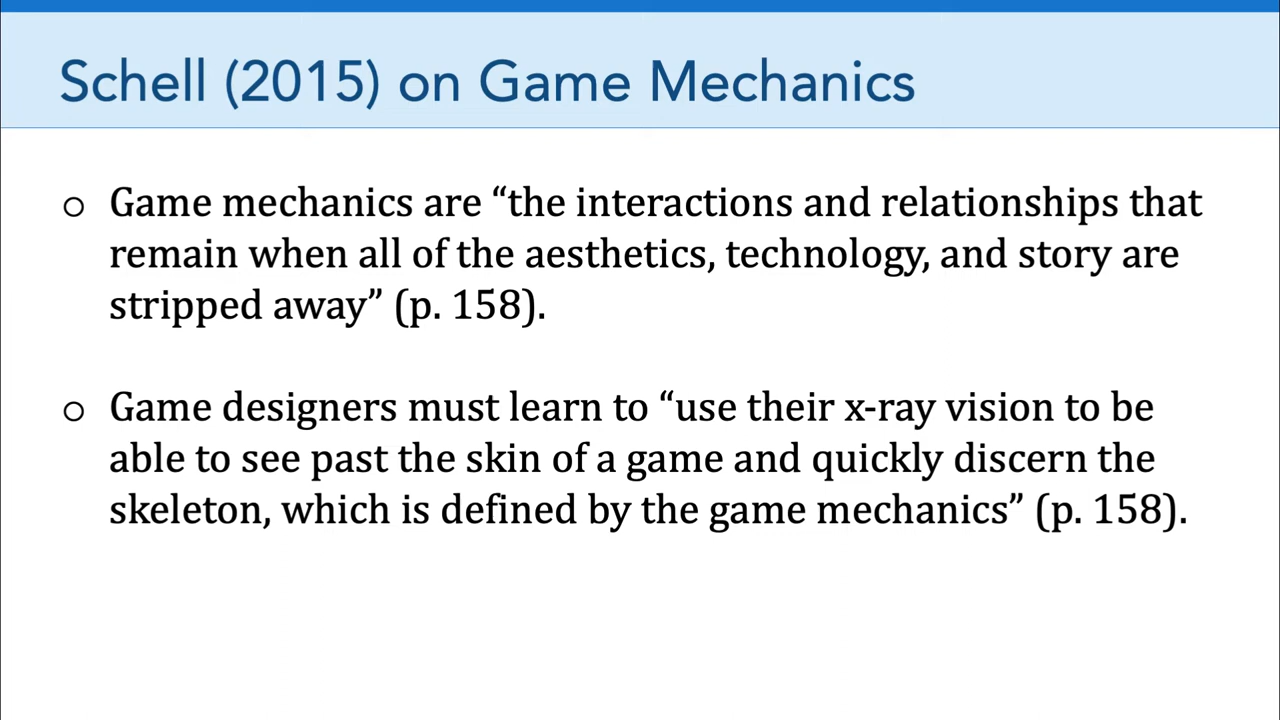 Schell (2015) on Game Mechanics
○ Game mechanics are “the interactions and relationships that
remain when all of the aesthetics, technology, and story are
stripped away” (p. 158).
○ Game designers must learn to “use their x-ray vision to be
able to see past the skin of a game and quickly discern the
skeleton, which is defined by the game mechanics” (p. 158).